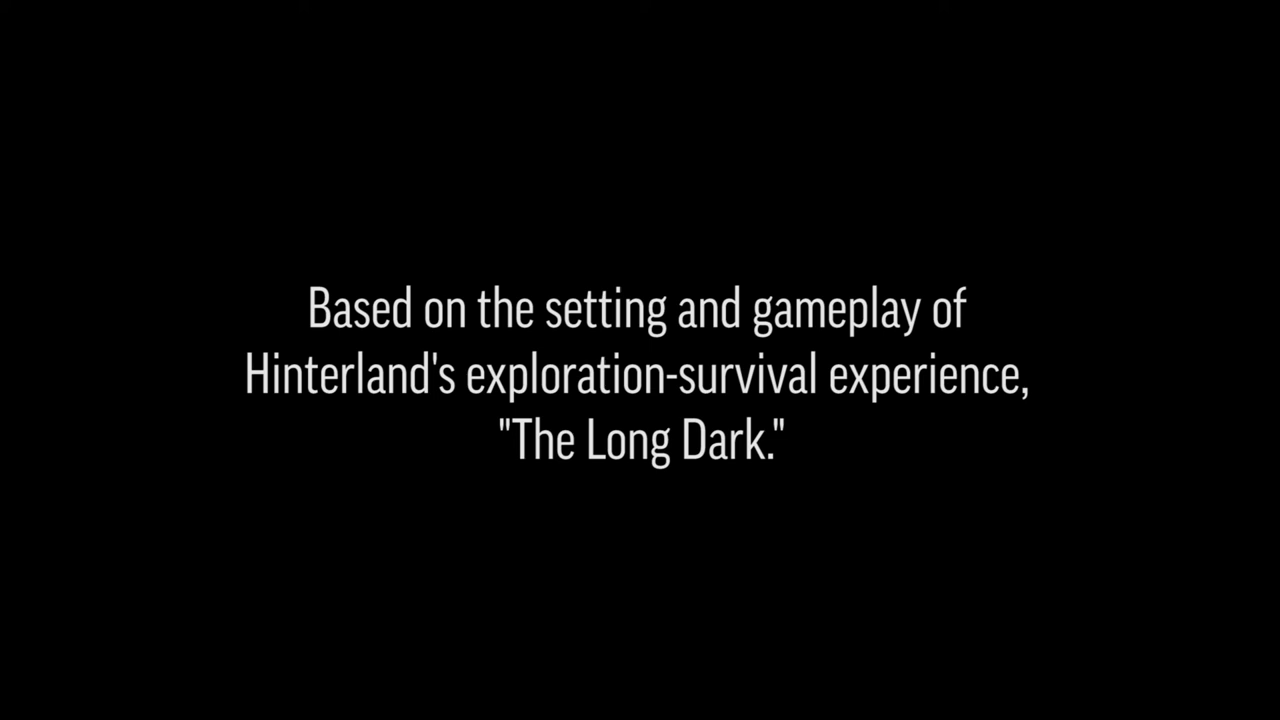 Based on the setting and gameplay of
Hinterland's exploration-survival experience,
"The Long Dark."